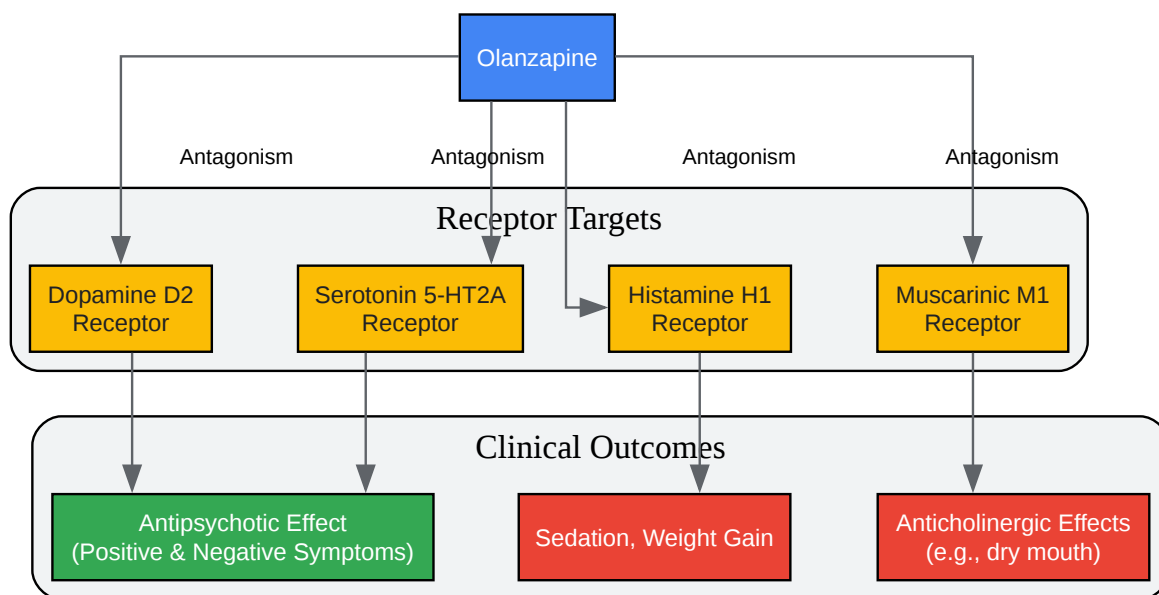 Olanzapine
Antagonism
Antagonism
Antagonism
Antagonism
Receptor Targets
Dopamine D2
Receptor
Serotonin 5-HT2A
Receptor
Histamine H1
Receptor
Muscarinic M1
Receptor
Clinical Outcomes
Antipsychotic Effect
(Positive & Negative Symptoms)
Sedation, Weight Gain
Anticholinergic Effects
(e.g., dry mouth)